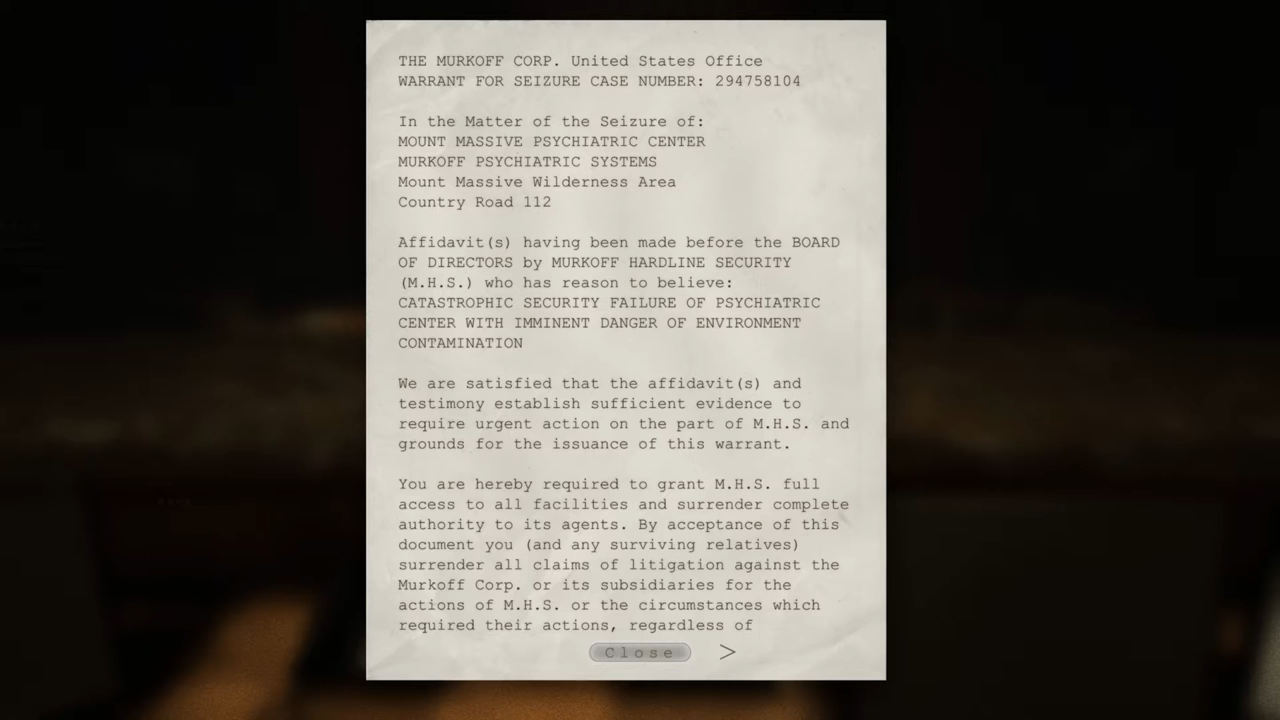 THE MURKOFF CORP. United States Office
WARRANT FOR SEIZURE CASE NUMBER: 294758104
In the Matter of the Seizure of:
MOUNT MASSIVE PSYCHIATRIC CENTER
MURKOFF PSYCHIATRIC SYSTEMS
Mount Massive Wilderness Area
Country Road 112
Affidavit(s) having been made before the BOARD
OF DIRECTORS by MURKOFF HARDLINE SECURITY
(M.H.S.) who has reason to believe:
CATASTROPHIC SECURITY FAILURE OF PSYCHIATRIC
CENTER WITH IMMINENT DANGER OF ENVIRONMENT
CONTAMINATION
We are satisfied that the affidavit(s) and
testimony establish sufficient evidence to
require urgent action on the part of M.H.S. and
grounds for the issuance of this warrant.
You are hereby required to grant M.H.S. full
access to all facilities and surrender complete
authority to its agents. By acceptance of this
document you (and any surviving relatives)
surrender all claims of litigation against the
Murkoff Corp. or its subsidiaries for the
actions of M.H.S. or the circumstances which
required their actions, regardless of
Close >